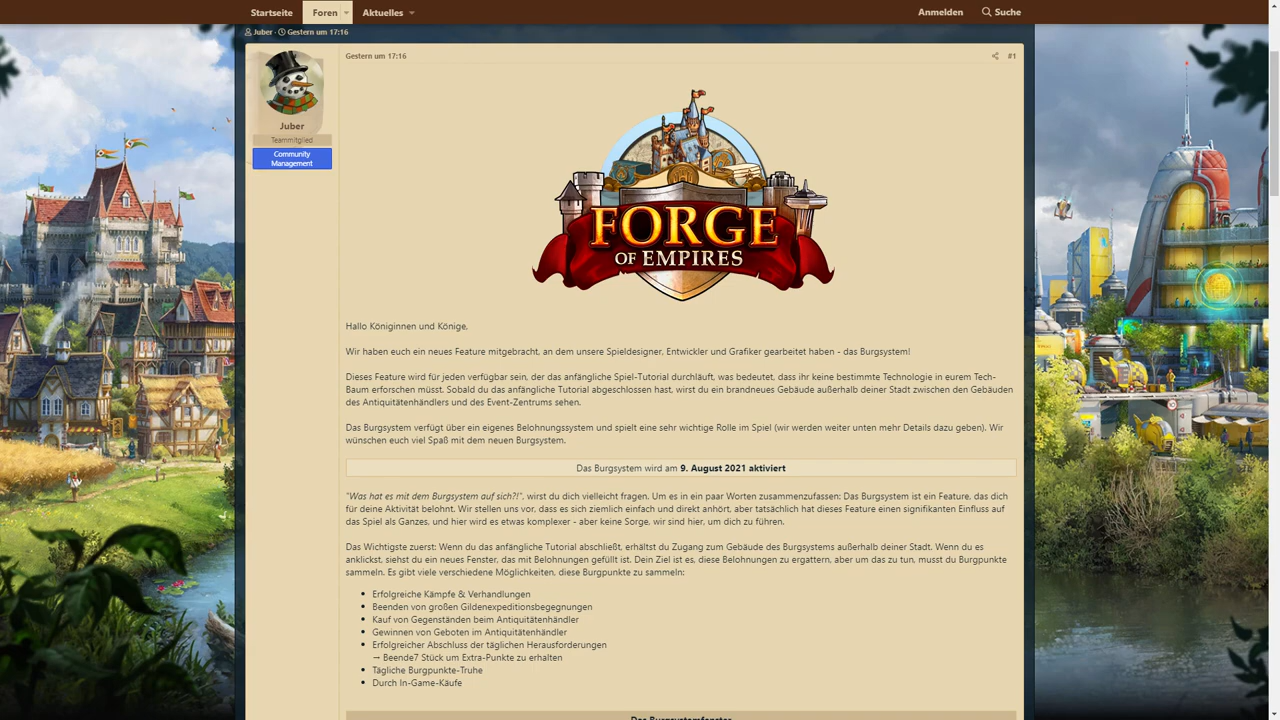 Startseite
Foren
Aktuelles
Anmelden
Suche
Juber · Gestern um 17:16
Gestern um 17:16
#1
Juber
Teammitglied
Community
Management
FORGE
OF EMPIRES
Hallo Königinnen und Könige,
Wir haben euch ein neues Feature mitgebracht, an dem unsere Spieldesigner, Entwickler und Grafiker gearbeitet haben - das Burgsystem!
Dieses Feature wird für jeden verfügbar sein, der das anfängliche Spiel-Tutorial durchläuft, was bedeutet, dass ihr keine bestimmte Technologie in eurem Tech-
Baum erforschen müsst. Sobald du das anfängliche Tutorial abgeschlossen hast, wirst du ein brandneues Gebäude außerhalb deiner Stadt zwischen den Gebäuden
des Antiquitätenhändlers und des Event-Zentrums sehen.
Das Burgsystem verfügt über ein eigenes Belohnungssystem und spielt eine sehr wichtige Rolle im Spiel (wir werden weiter unten mehr Details dazu geben). Wir
wünschen euch viel Spaß mit dem neuen Burgsystem.
Das Burgsystem wird am 9. August 2021 aktiviert
"Was hat es mit dem Burgsystem auf sich?!", wirst du dich vielleicht fragen. Um es in ein paar Worten zusammenzufassen: Das Burgsystem ist ein Feature, das dich
für deine Aktivität belohnt. Wir stellen uns vor, dass es sich ziemlich einfach und direkt anhört, aber tatsächlich hat dieses Feature einen signifikanten Einfluss auf
das Spiel als Ganzes, und hier wird es etwas komplexer - aber keine Sorge, wir sind hier, um dich zu führen.
Das Wichtigste zuerst: Wenn du das anfängliche Tutorial abschließt, erhältst du Zugang zum Gebäude des Burgsystems außerhalb deiner Stadt. Wenn du es
anklickst, siehst du ein neues Fenster, das mit Belohnungen gefüllt ist. Dein Ziel ist es, diese Belohnungen zu ergattern, aber um das zu tun, musst du Burgpunkte
sammeln. Es gibt viele verschiedene Möglichkeiten, diese Burgpunkte zu sammeln:
• Erfolgreiche Kämpfe & Verhandlungen
• Beenden von großen Gildenexpeditionsbegegnungen
• Kauf von Gegenständen beim Antiquitätenhändler
• Gewinnen von Geboten im Antiquitätenhändler
• Erfolgreicher Abschluss der täglichen Herausforderungen
→ Beende7 Stück um Extra-Punkte zu erhalten
• Tägliche Burgpunkte-Truhe
• Durch In-Game-Käufe
Das Burgsystemfenster